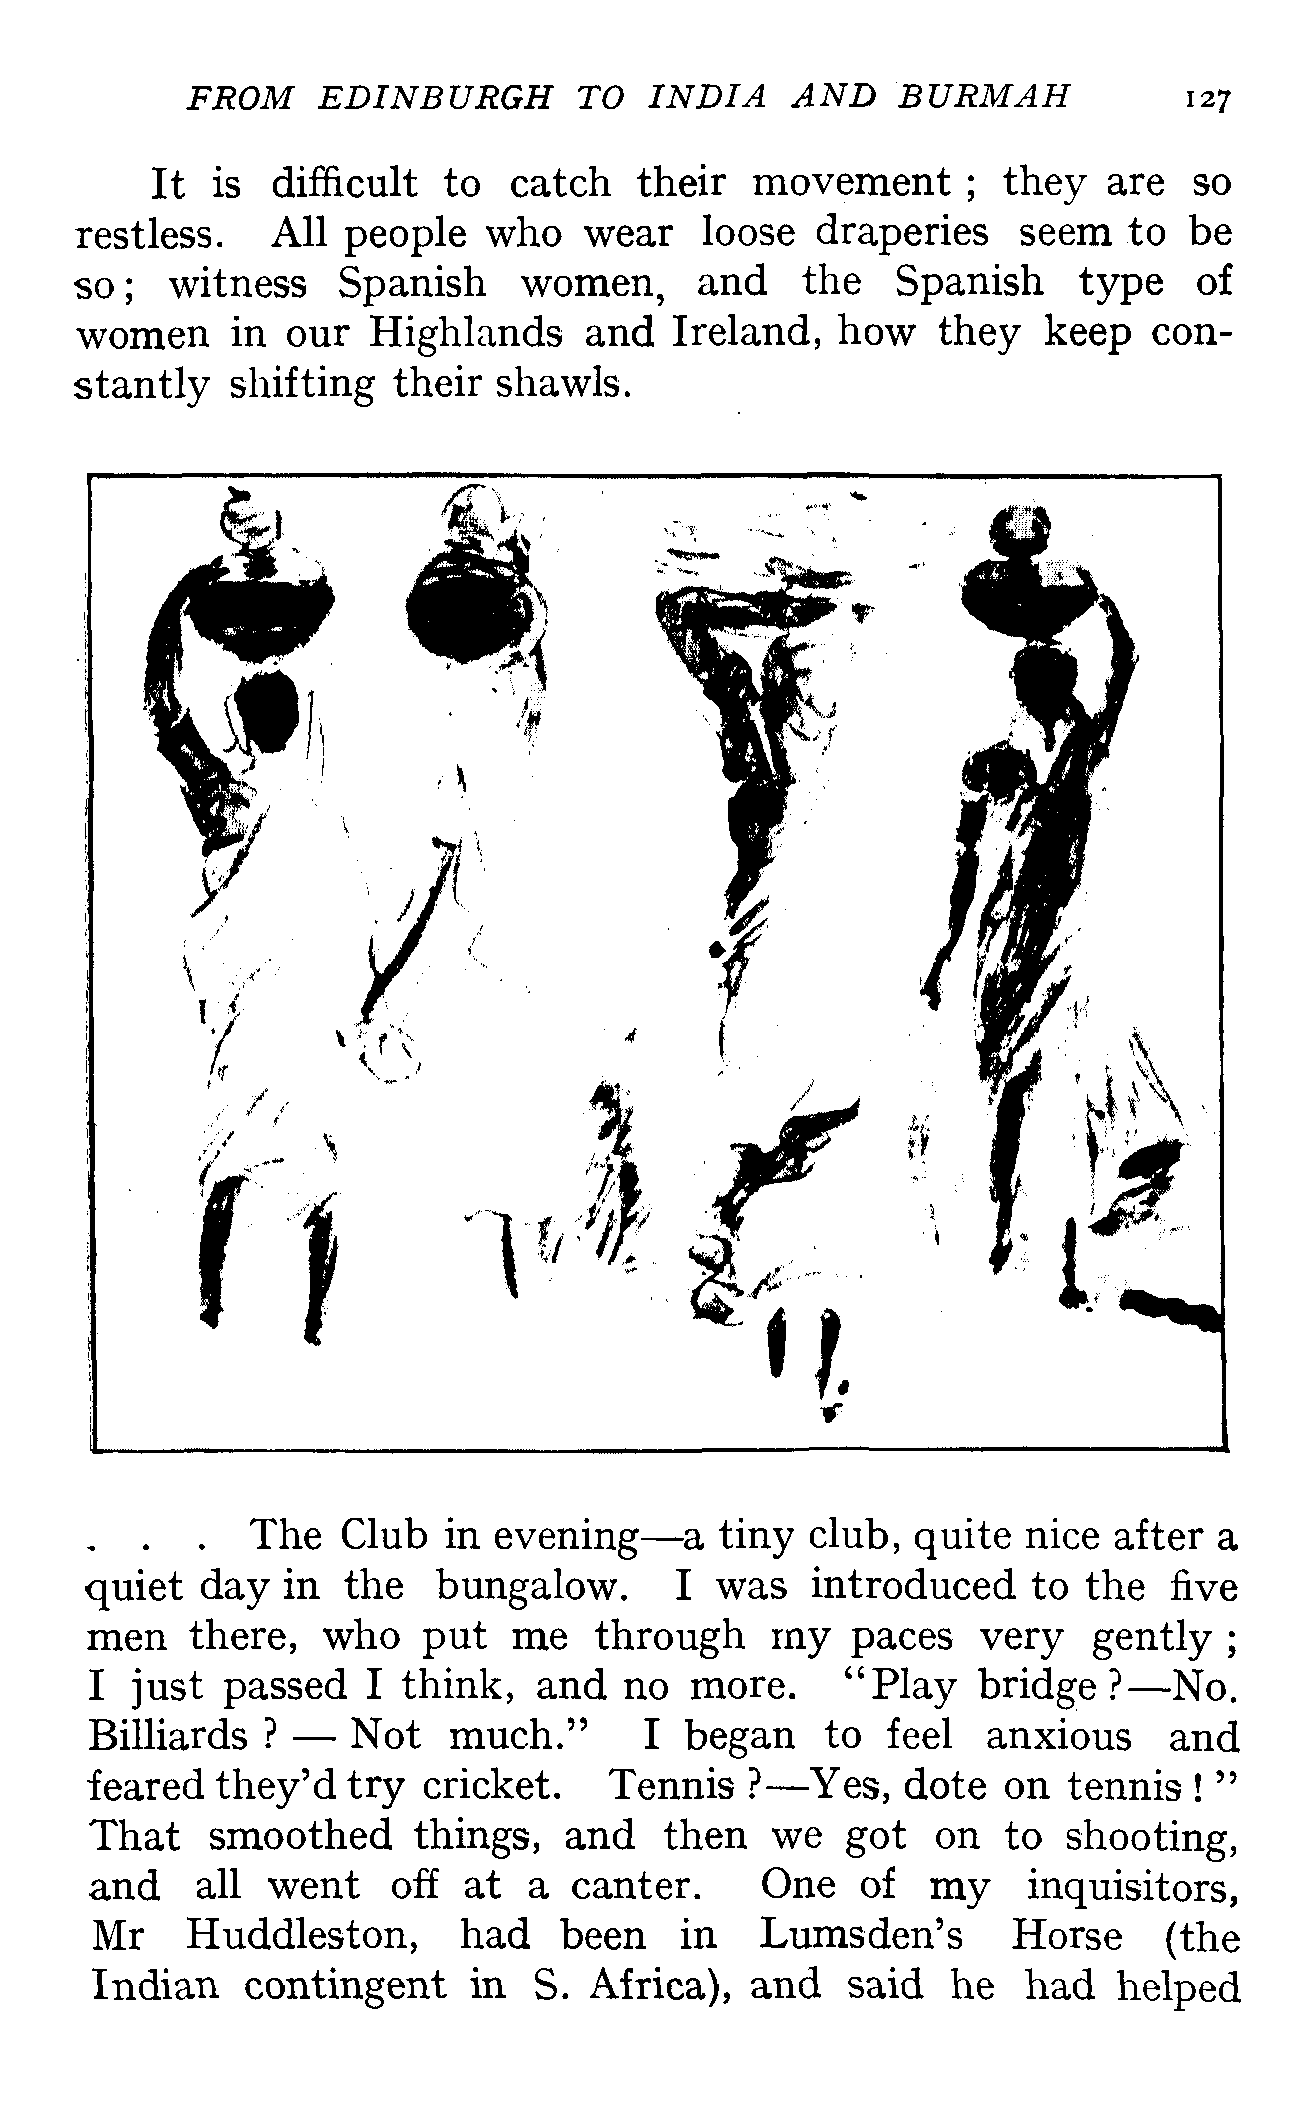 FROM EDINBURGH TO INDIA AND BURMAH 127
It is difficult to catch their movement ; they are so
restless. All people who wear loose draperies seem to be
so ; witness Spanish women, and the Spanish type of
women in our Highlands and Ireland, how they keep con-
stantly shifting their shawls.
. . . The Club in evening—a tiny club, quite nice after a
quiet day in the bungalow. I was introduced to the five
men there, who put me through my paces very gently ;
I just passed I think, and no more. “Play bridge ?—No.
Billiards ? — Not much.” I began to feel anxious and
feared they’d try cricket. Tennis ?—Yes, dote on tennis ! ”
That smoothed things, and then we got on to shooting,
and all went off at a canter. One of my inquisitors,
Mr Huddleston, had been in Lumsden’s Horse (the
Indian contingent in S. Africa), and said he had helped